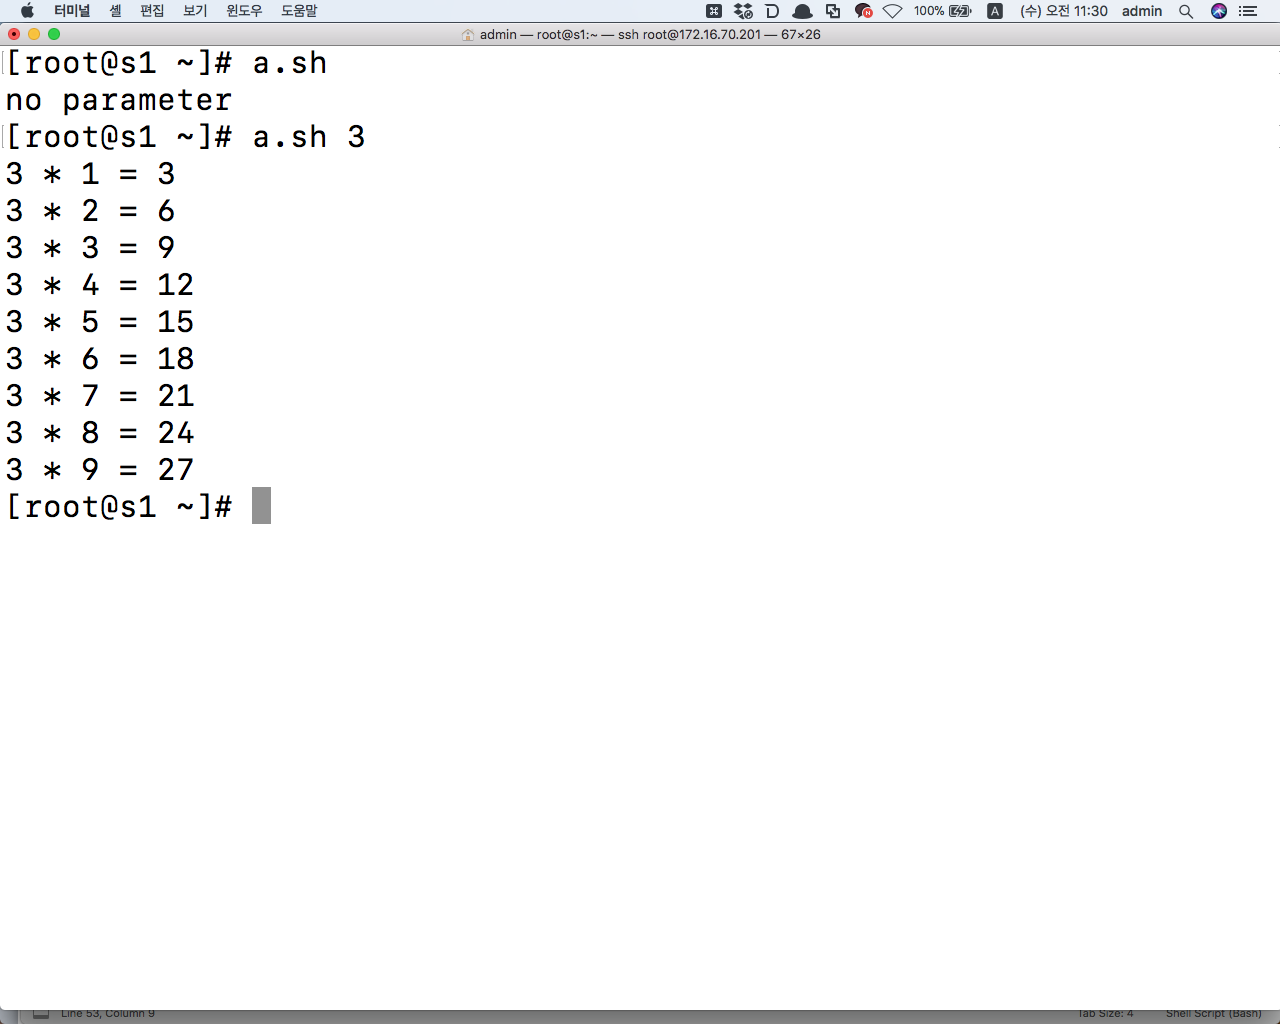 터미널 셸 편집 보기 윈도우 도움말 100% A (수) 오전 11:30 admin
admin — root@s1:~ — ssh root@172.16.70.201 — 67×26
[root@s1 ~]# a.sh
no parameter
[root@s1 ~]# a.sh 3
3 * 1 = 3
3 * 2 = 6
3 * 3 = 9
3 * 4 = 12
3 * 5 = 15
3 * 6 = 18
3 * 7 = 21
3 * 8 = 24
3 * 9 = 27
[root@s1 ~]#
Line 53, Column 9 Tab Size: 4 Shell Script (Bash)